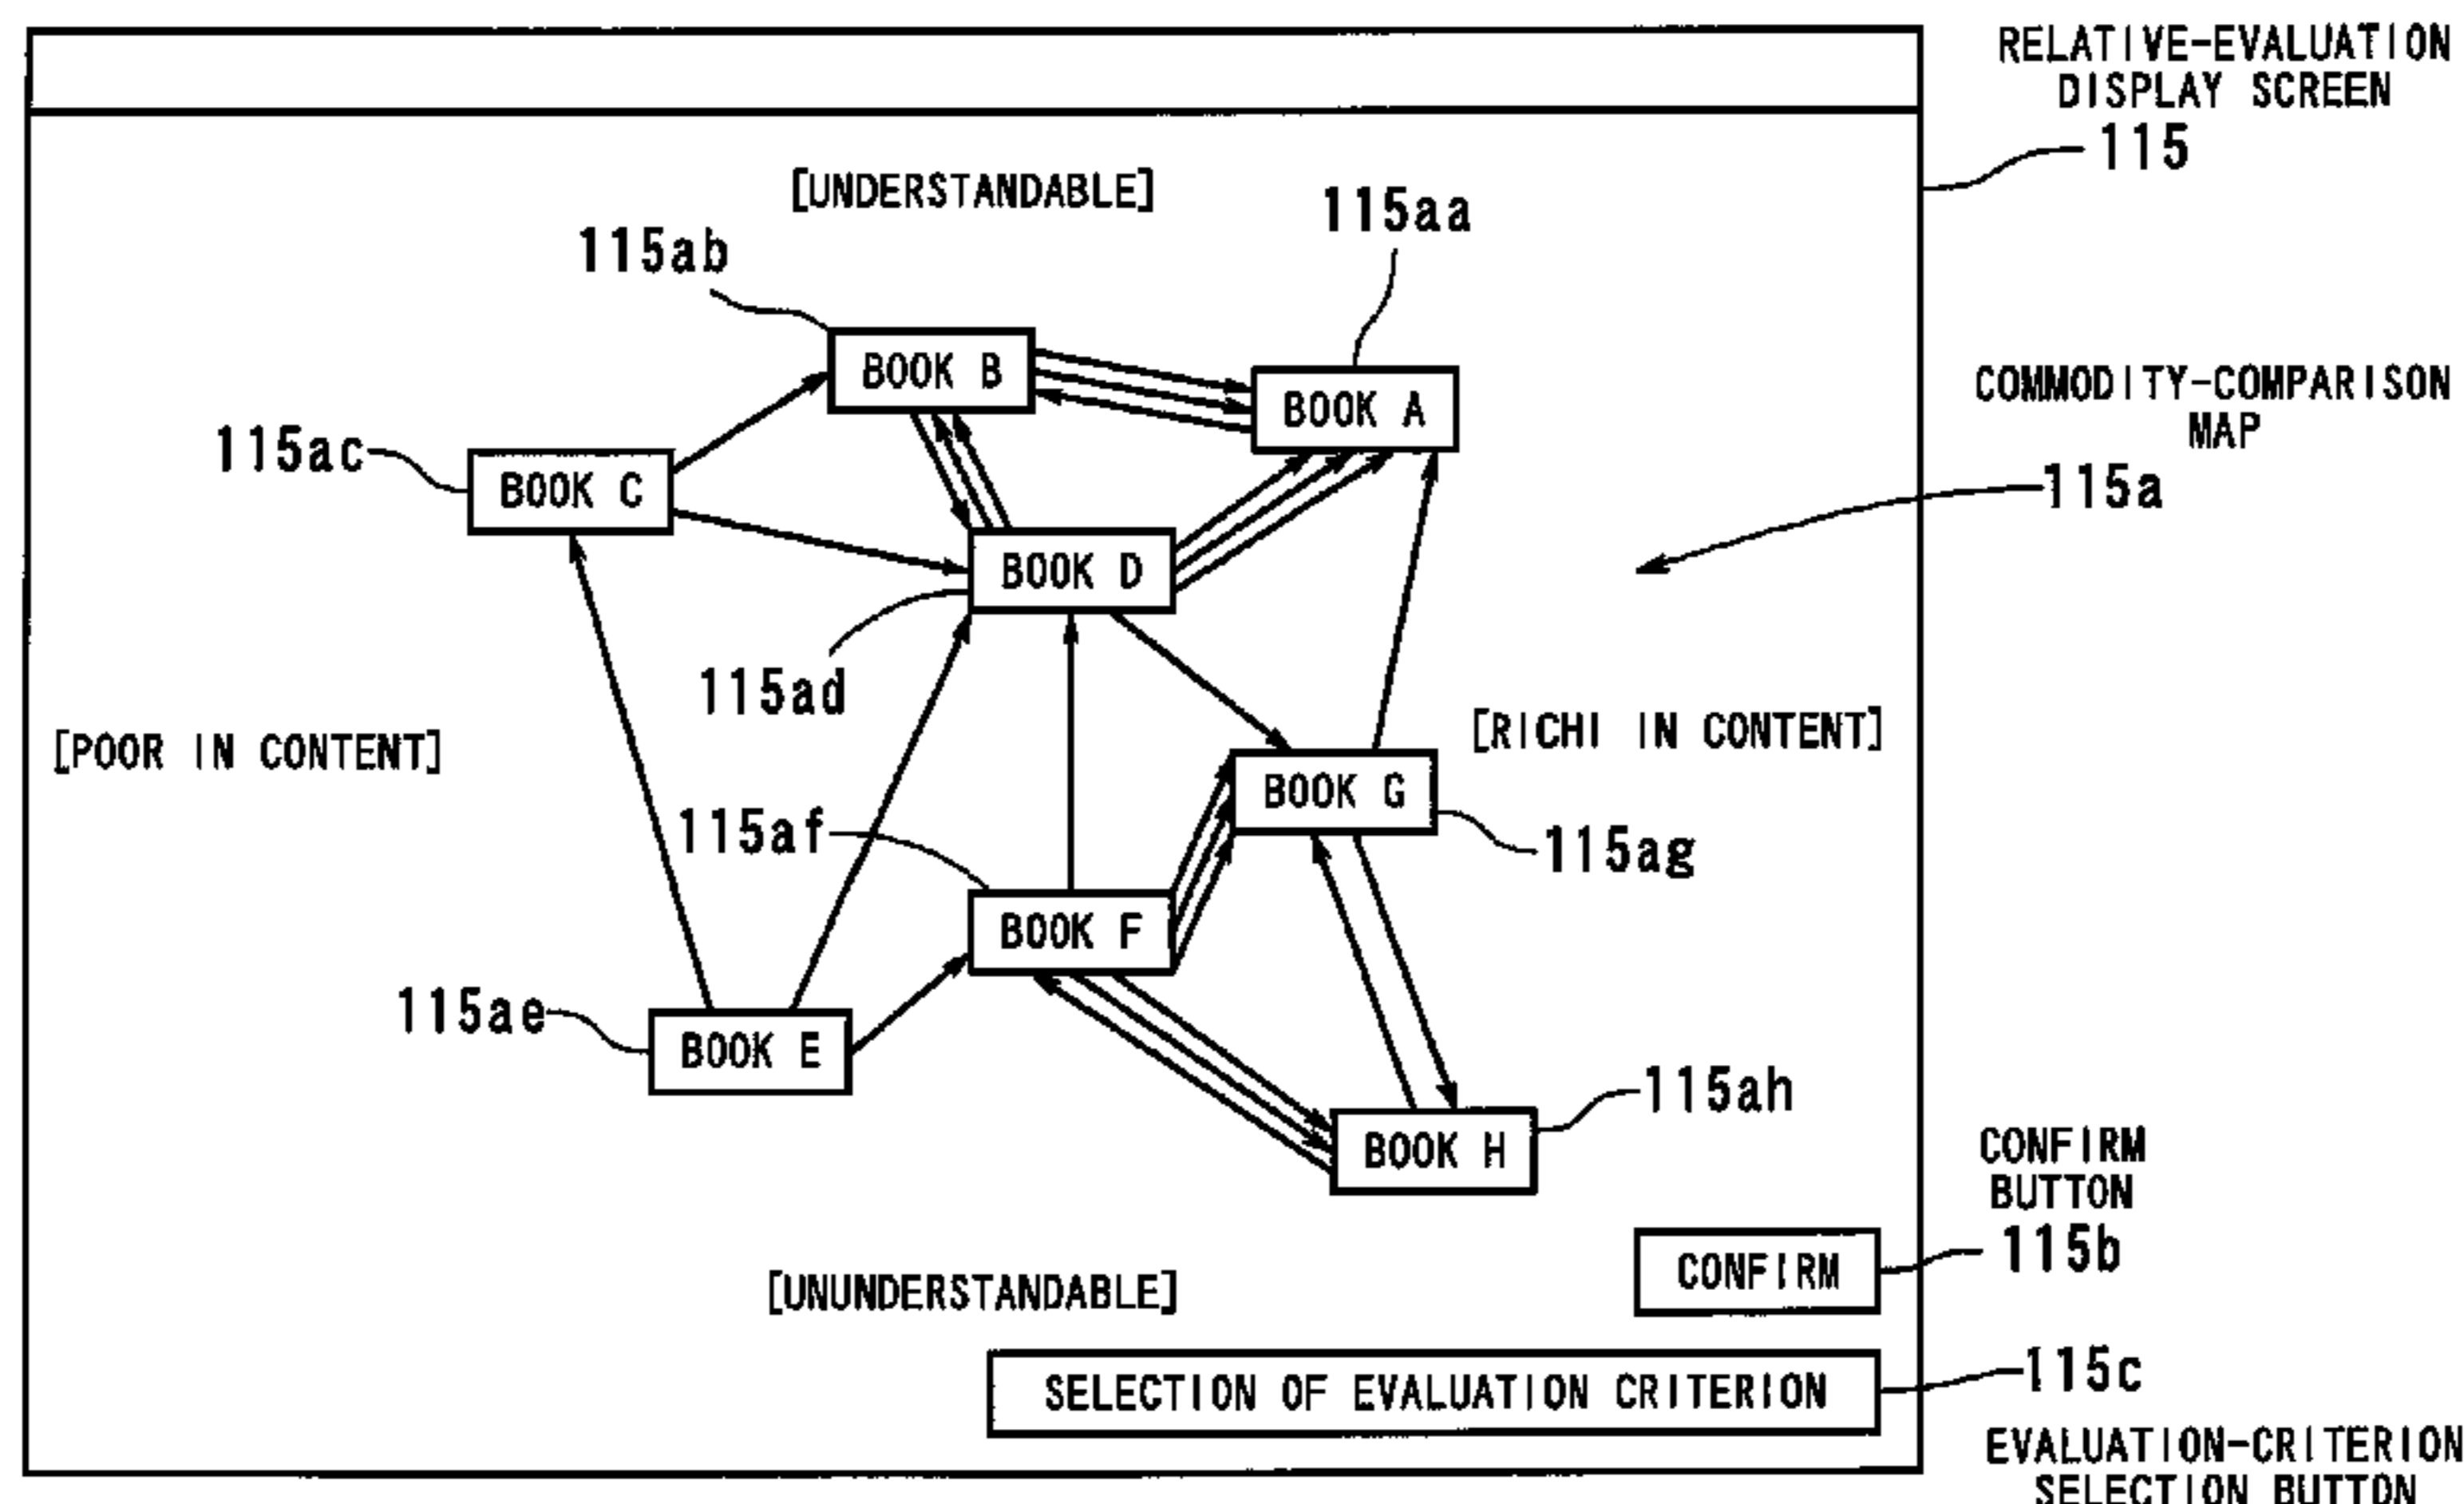 RELATIVE-EVALUATION
DISPLAY SCREEN
115
[UNDERSTANDABLE]
115aa
115ab
BOOK B
BOOK A
COMMODITY-COMPARISON
MAP
115a
115ac
BOOK C
BOOK D
115ad
[POOR IN CONTENT]
[RICHI IN CONTENT]
BOOK G
115af
115ag
BOOK F
115ae
BOOK E
115ah
BOOK H
CONFIRM
BUTTON
115b
CONFIRM
[UNUNDERSTANDABLE]
115c
SELECTION OF EVALUATION CRITERION
EVALUATION-CRITERION
SELECTION BUTTON